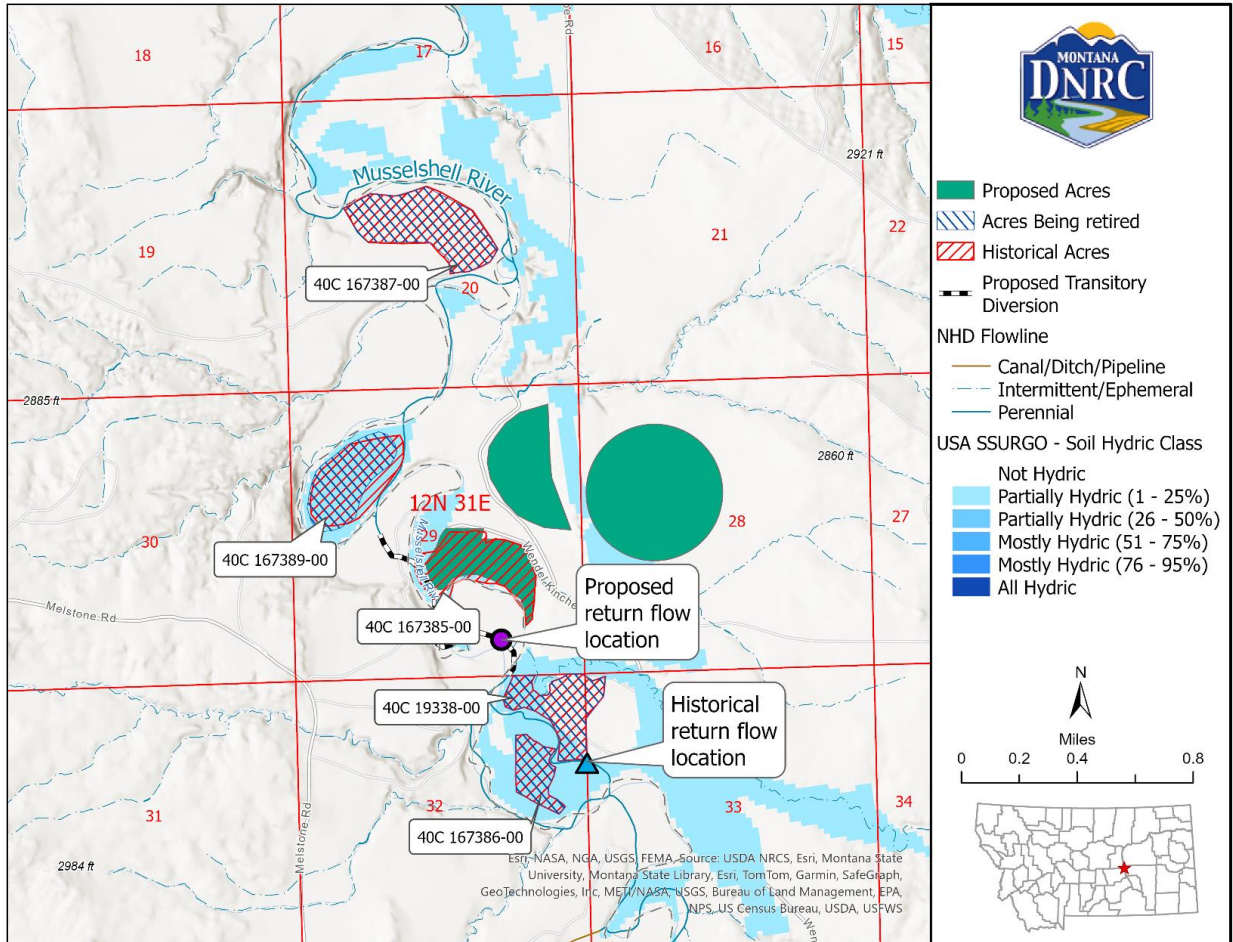 18
17
16
15
Musselshell River
2921 ft
19
20
21
22
40C 167387-00
2885 ft
2860 ft
12N 31E
30
29
28
27
40C 167389-00
Melstone Rd
Proposed
return flow
location
40C 167385-00
40C 19338-00
Historical
return flow
location
31
32
33
34
40C 167386-00
Melstone Rd
2984 ft
Esri, NASA, NGA, USGS, FEMA, Source: USDA NRCS, Esri, Montana State
University, Montana State Library, Esri, TomTom, Garmin, SafeGraph,
GeoTechnologies, Inc, METI/NASA, USGS, Bureau of Land Management, EPA,
NPS, US Census Bureau, USDA, USFWS
MONTANA
DNRC
Proposed Acres
Acres Being retired
Historical Acres
Proposed Transitory
Diversion
NHD Flowline
Canal/Ditch/Pipeline
Intermittent/Ephemeral
Perennial
USA SSURGO - Soil Hydric Class
Not Hydric
Partially Hydric (1 - 25%)
Partially Hydric (26 - 50%)
Mostly Hydric (51 - 75%)
Mostly Hydric (76 - 95%)
All Hydric
N
Miles
0 0.2 0.4 0.8